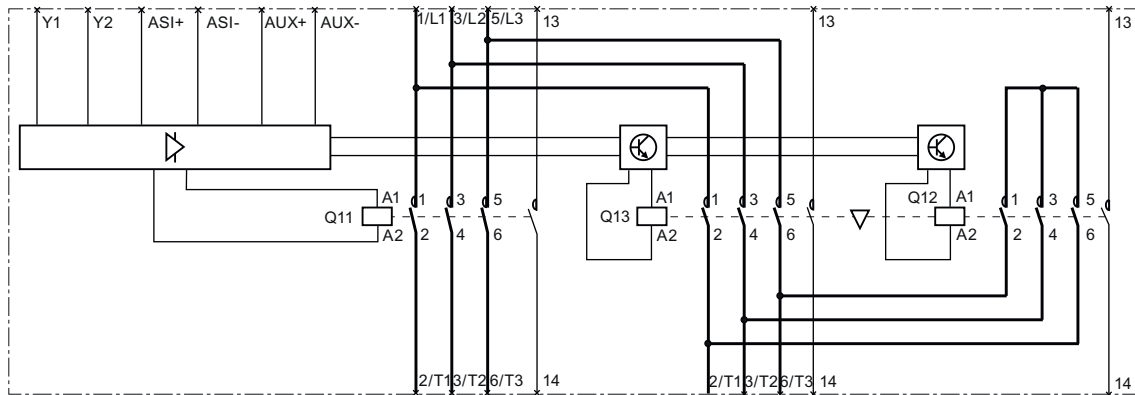 Y1 Y2 ASI+ ASI- AUX+ AUX- 1/L1 3/L2 5/L3 13 13 13
Q11 A1 1 3 5 Q13 A1 1 3 5 Q12 A1 1 3 5
A2 2 4 6 A2 2 4 6 A2 2 4 6
2/T1 3/T2 6/T3 14 2/T1 3/T2 6/T3 14 14